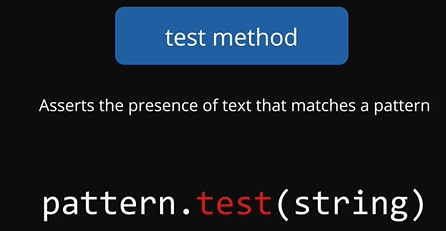 test method
Asserts the presence of text that matches a pattern
pattern.test(string)